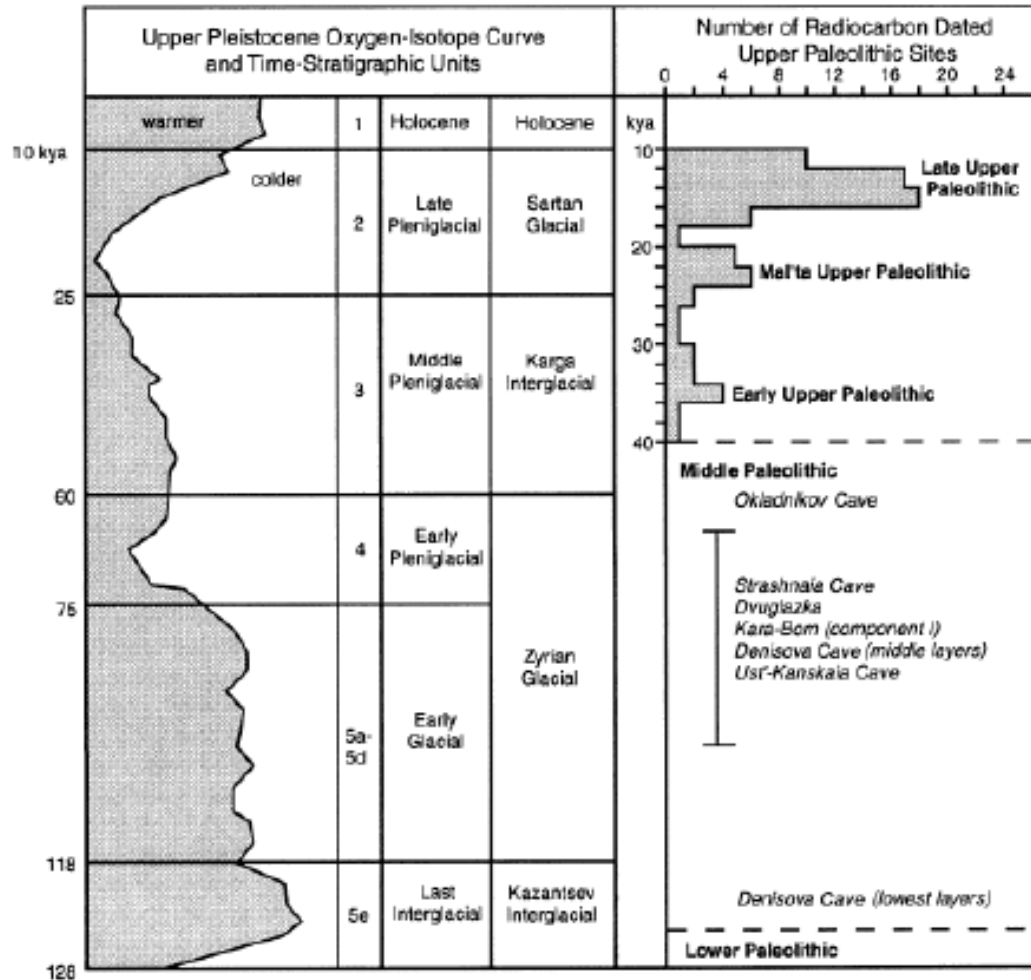 Upper Pleistocene Oxygen-Isotope Curve
and Time-Stratigraphic Units
Number of Radiocarbon Dated
Upper Paleolithic Sites
0 4 8 12 16 20 24
warmer
1
Holocene
Holocene
kya
10 kya
10
colder
Late Upper
Paleolithic
2
Late
Pleniglacial
Sartan
Glacial
20
Mal'ta Upper Paleolithic
25
30
3
Middle
Pleniglacial
Karga
Interglacial
Early Upper Paleolithic
40
Middle Paleolithic
Okladnikov Cave
60
4
Early
Pleniglacial
Strashnaia Cave
Dvuglazka
Kara-Bom (component I)
Denisova Cave (middle layers)
Ust'-Kanskaia Cave
75
Zyrian
Glacial
5a-
5d
Early
Glacial
118
5e
Last
Interglacial
Kazantsev
Interglacial
Denisova Cave (lowest layers)
Lower Paleolithic
128